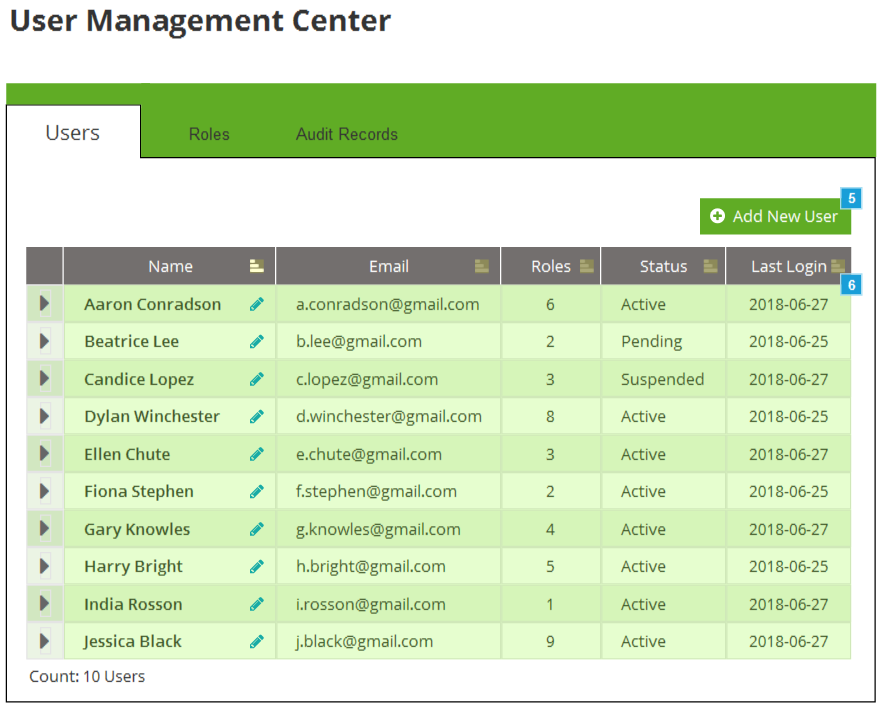 User Management Center
Users Roles Audit Records
5
Add New User
Name Email Roles Status Last Login
6
Aaron Conradson a.conradson@gmail.com 6 Active 2018-06-27
Beatrice Lee b.lee@gmail.com 2 Pending 2018-06-25
Candice Lopez c.lopez@gmail.com 3 Suspended 2018-06-27
Dylan Winchester d.winchester@gmail.com 8 Active 2018-06-25
Ellen Chute e.chute@gmail.com 3 Active 2018-06-27
Fiona Stephen f.stephen@gmail.com 2 Active 2018-06-25
Gary Knowles g.knowles@gmail.com 4 Active 2018-06-27
Harry Bright h.bright@gmail.com 5 Active 2018-06-25
India Rosson i.rosson@gmail.com 1 Active 2018-06-27
Jessica Black j.black@gmail.com 9 Active 2018-06-27
Count: 10 Users